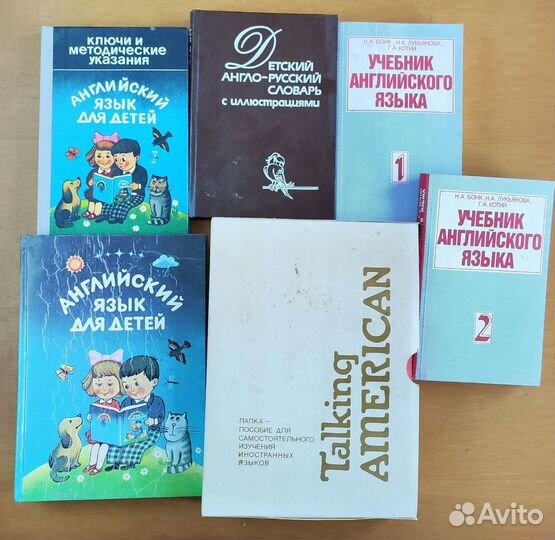 КЛЮЧИ И
МЕТОДИЧЕСКИЕ
УКАЗАНИЯ
АНГЛИЙСКИЙ
ЯЗЫК
ДЛЯ ДЕТЕЙ
ДЕТСКИЙ
АНГЛО-РУССКИЙ
СЛОВАРЬ
С ИЛЛЮСТРАЦИЯМИ
Н.А. БОНК, Н.А. ЛУКЬЯНОВА,
Г.А. КОТИЙ
УЧЕБНИК
АНГЛИЙСКОГО
ЯЗЫКА
1
Н.А. БОНК, Н.А. ЛУКЬЯНОВА,
Г.А. КОТИЙ
УЧЕБНИК
АНГЛИЙСКОГО
ЯЗЫКА
2
АНГЛИЙСКИЙ
ЯЗЫК
ДЛЯ ДЕТЕЙ
Talking
AMERICAN
ПАПКА –
ПОСОБИЕ ДЛЯ
САМОСТОЯТЕЛЬНОГО
ИЗУЧЕНИЯ
ИНОСТРАННЫХ
ЯЗЫКОВ
Avito